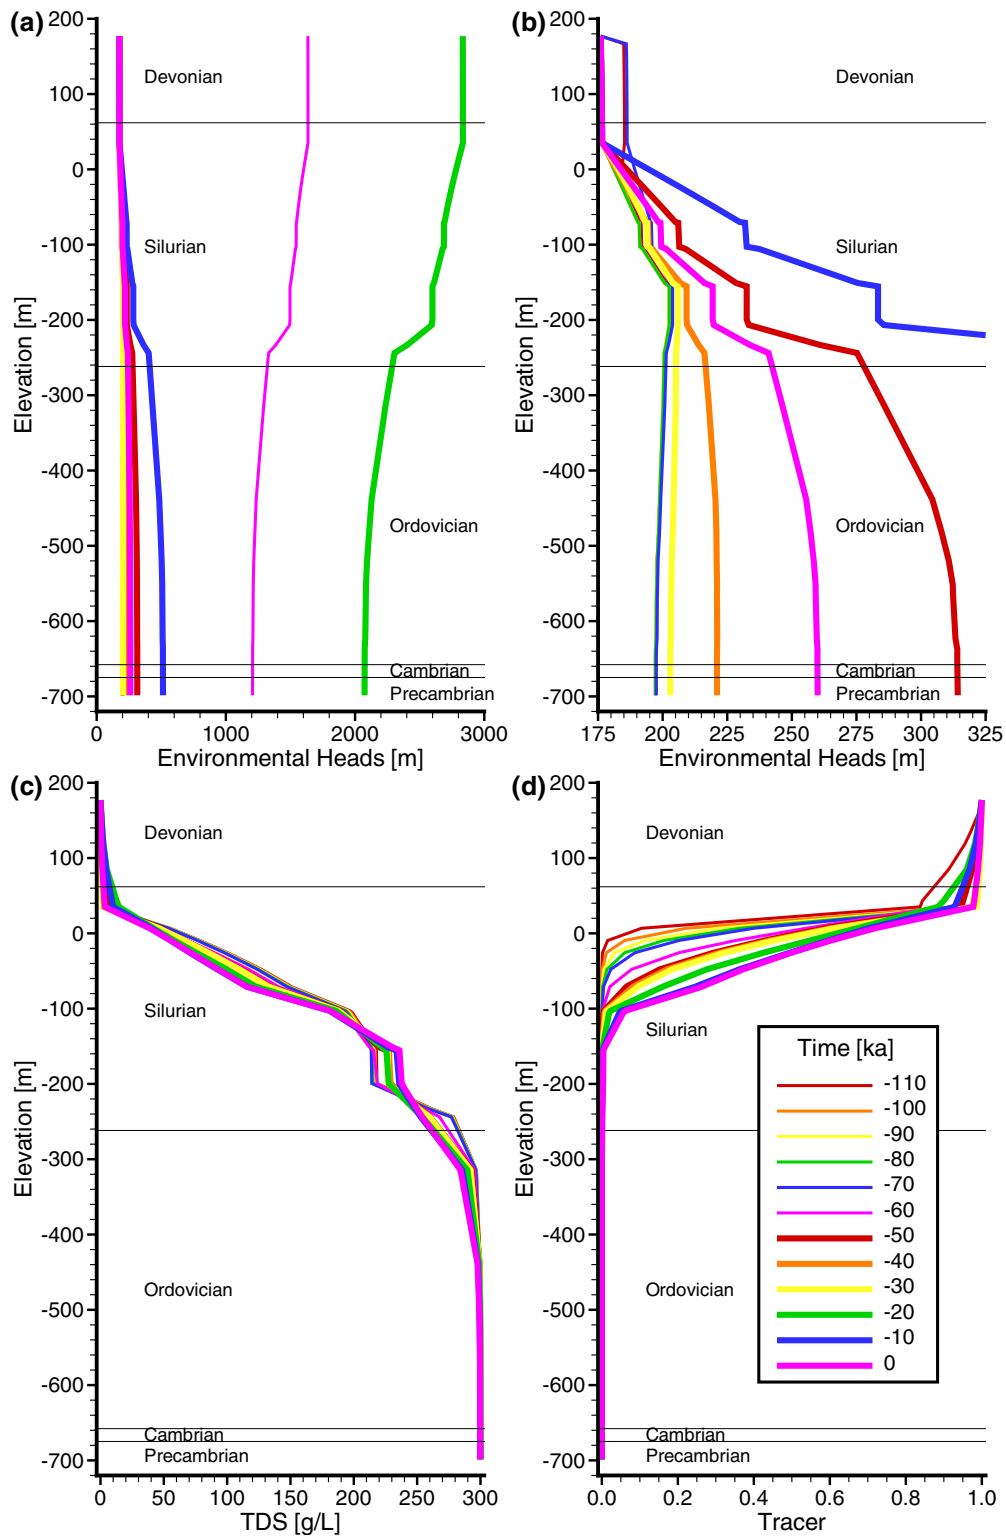 (a)
200
100
0
-100
-200
-300
-400
-500
-600
-700
Elevation [m]
Devonian
Silurian
Ordovician
Cambrian
Precambrian
0
1000
2000
3000
Environmental Heads [m]
(b)
200
100
0
-100
-200
-300
-400
-500
-600
-700
Elevation [m]
Devonian
Silurian
Ordovician
Cambrian
Precambrian
175
200
225
250
275
300
325
Environmental Heads [m]
(c)
200
100
0
-100
-200
-300
-400
-500
-600
-700
Elevation [m]
Devonian
Silurian
Ordovician
Cambrian
Precambrian
0
50
100
150
200
250
300
TDS [g/L]
(d)
200
100
0
-100
-200
-300
-400
-500
-600
-700
Elevation [m]
Devonian
Silurian
Ordovician
Cambrian
Precambrian
Time [ka]
-110
-100
-90
-80
-70
-60
-50
-40
-30
-20
-10
0
0.0
0.2
0.4
0.6
0.8
1.0
Tracer